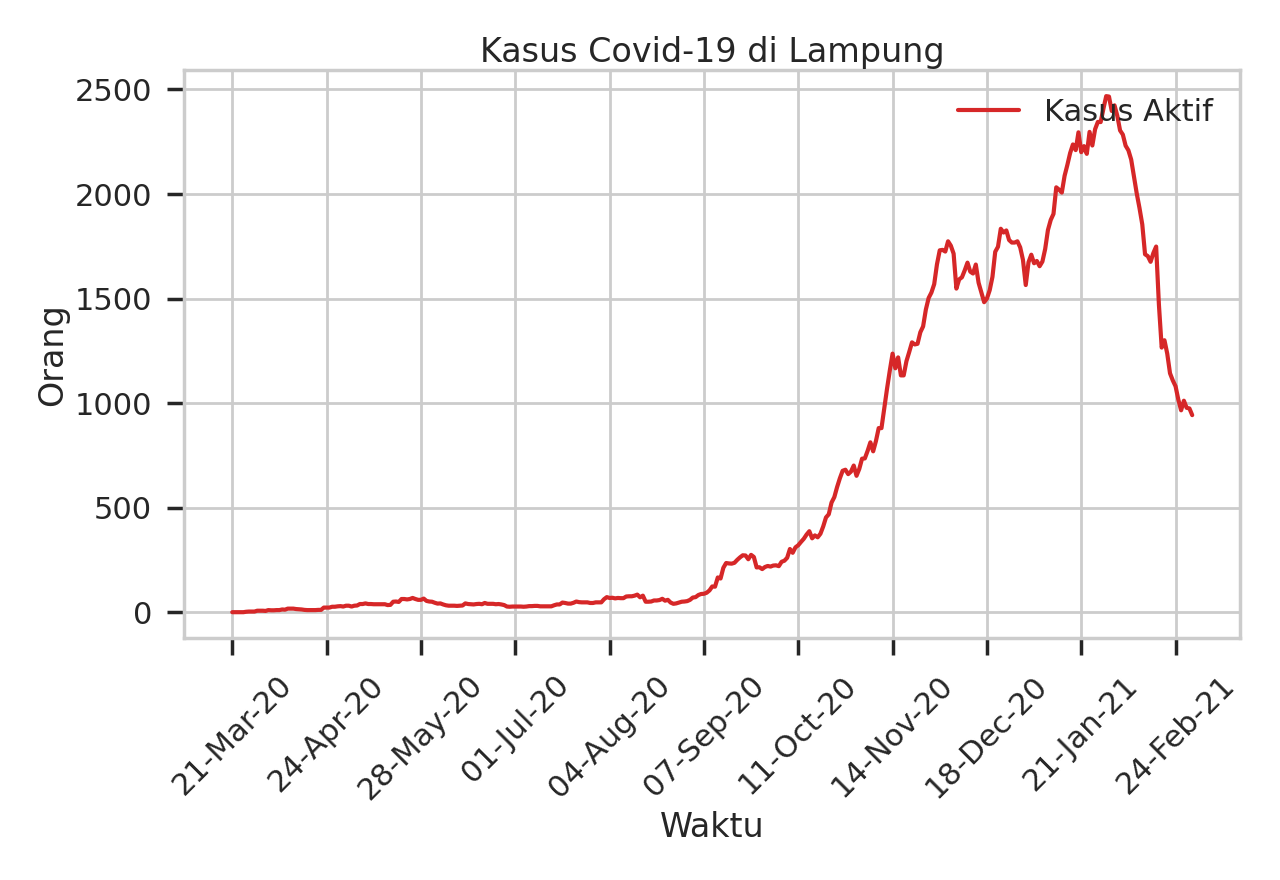 Kasus Covid-19 di Lampung
Kasus Aktif
Orang
2500
2000
1500
1000
500
0
21-Mar-20
24-Apr-20
28-May-20
01-Jul-20
04-Aug-20
07-Sep-20
11-Oct-20
14-Nov-20
18-Dec-20
21-Jan-21
24-Feb-21
Waktu